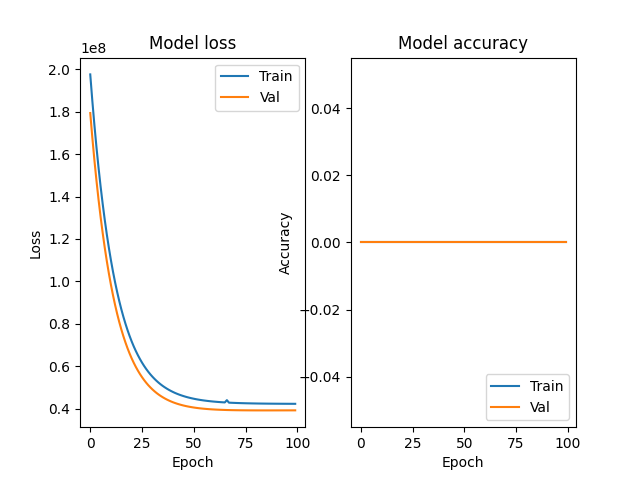 Model loss
1e8
2.0
1.8
1.6
1.4
1.2
1.0
0.8
0.6
0.4
Loss
0
25
50
75
100
Epoch
Train
Val
Model accuracy
0.04
0.02
0.00
−0.02
−0.04
Accuracy
0
25
50
75
100
Epoch
Train
Val